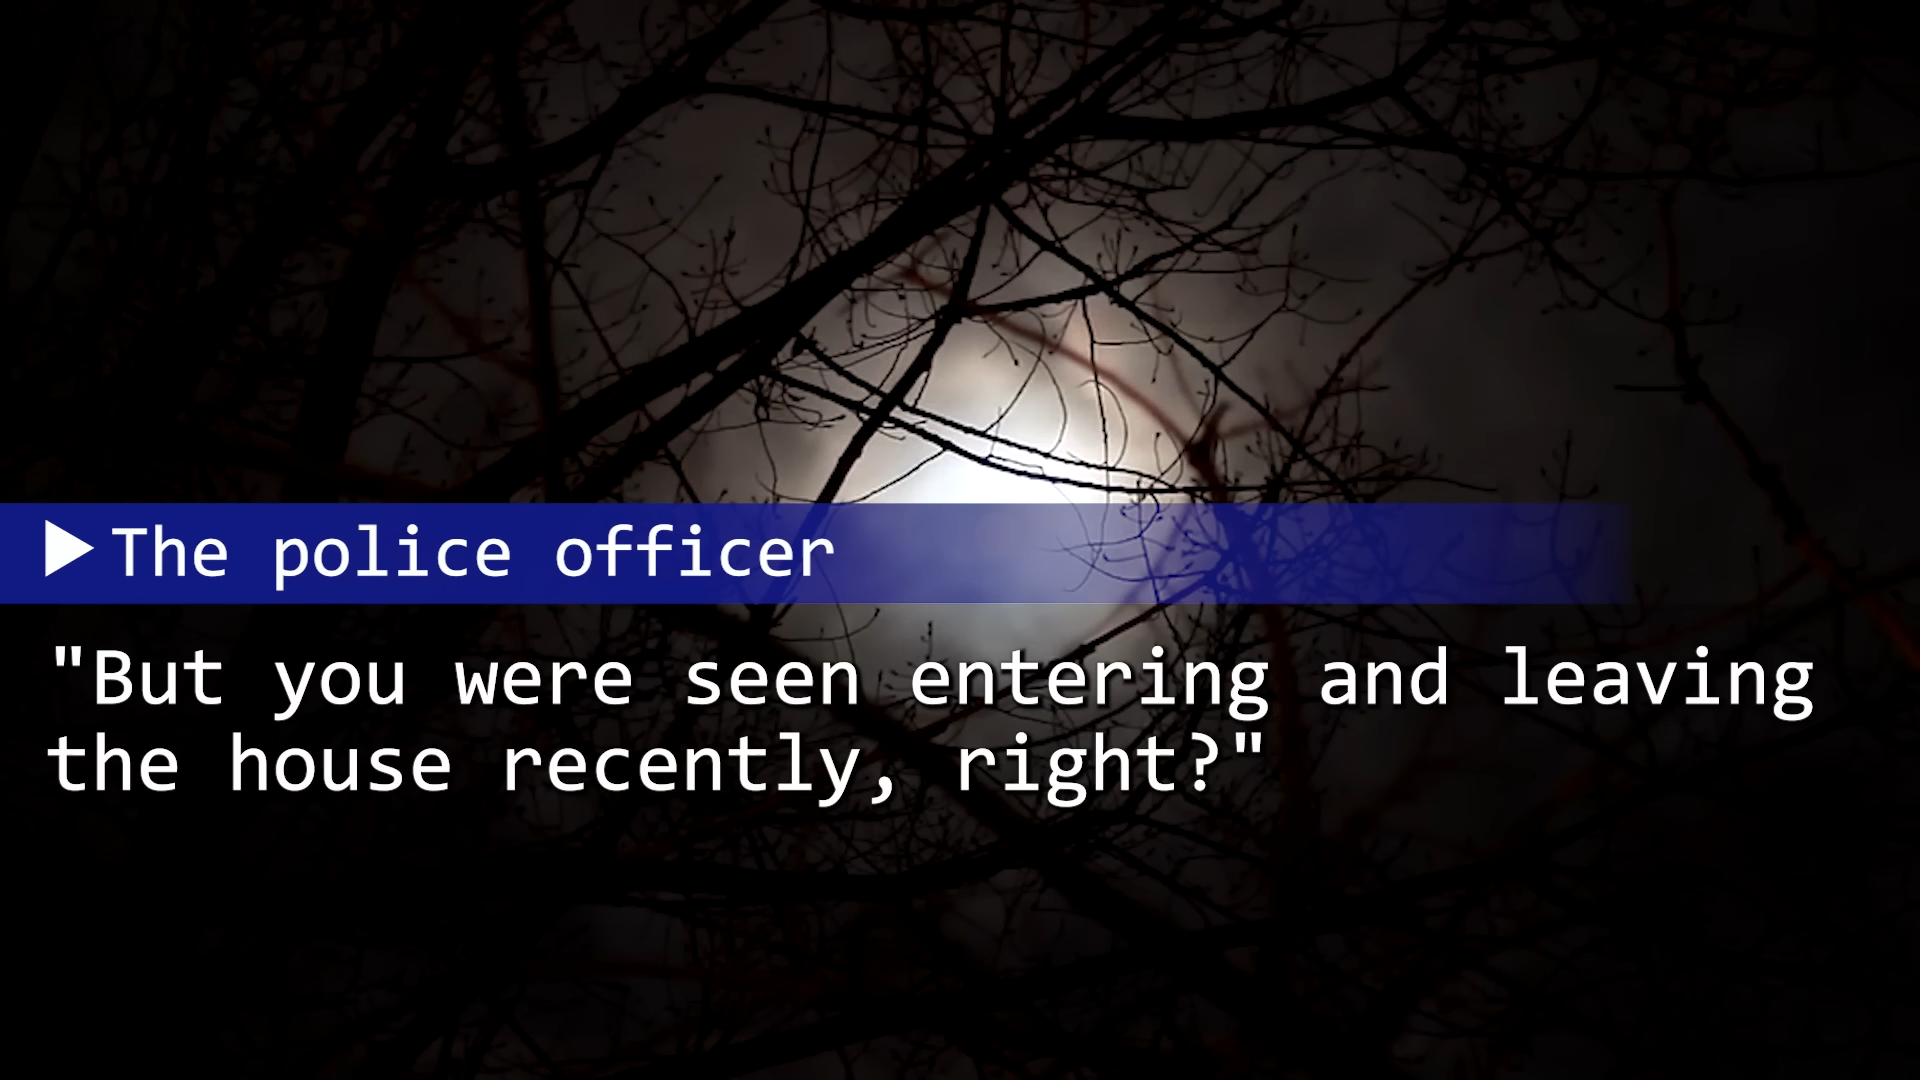 ▶The police officer
"But you were seen entering and leaving
the house recently, right?"